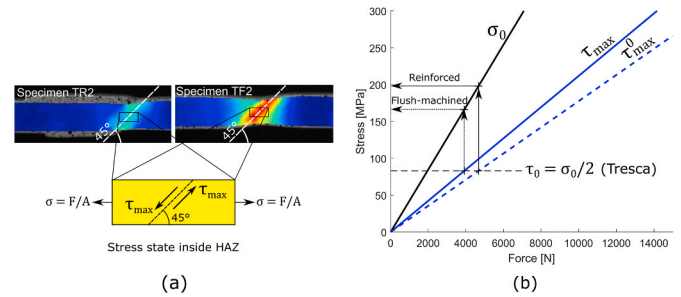 Specimen TR2
Specimen TF2
45°
45°
σ = F/A
τmax
τmax
45°
σ = F/A
Stress state inside HAZ
(a)
Stress [MPa]
300
250
200
150
100
50
0
0 2000 4000 6000 8000 10000 12000 14000
Force [N]
σ0
τmax
τ⁰max
Reinforced
Flush-machined
τ0 = σ0/2 (Tresca)
(b)